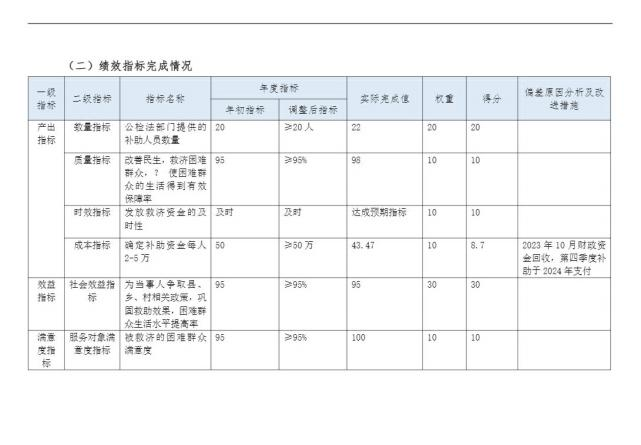 （二）绩效指标完成情况
一级指标 二级指标 指标名称 年度指标 实际完成值 权重 得分 偏差原因分析及改进措施
年初指标 调整后指标
产出指标 数量指标 公检法部门提供的补助人员数量 20 ≥20人 22 20 20
质量指标 改善民生，救济困难群众，？ 使困难群众的生活得到有效保障率 95 ≥95% 98 10 10
时效指标 发放救济资金的及时性 及时 及时 达成预期指标 10 10
成本指标 确定补助资金每人2-5万 50 ≥50万 43.47 10 8.7 2023年10月财政资金回收，第四季度补助于2024年支付
效益指标 社会效益指标 为当事人争取县、乡、村相关政策，巩固救助效果，困难群众生活水平提高率 95 ≥95% 95 30 30
满意度指标 服务对象满意度指标 被救济的困难群众满意度 95 ≥95% 100 10 10